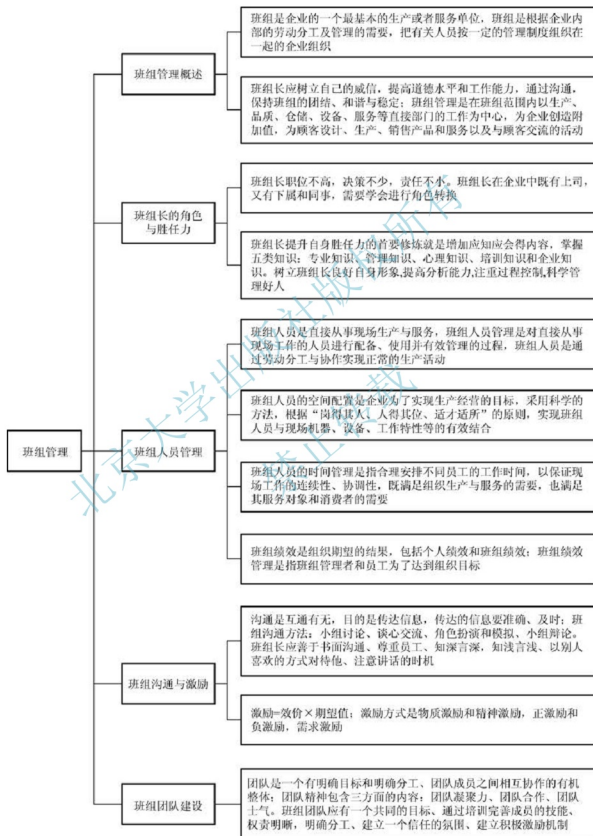 班组是企业的一个最基本的生产或者服务单位，班组是根据企业内
部的劳动分工及管理的需要，把有关人员按一定的管理制度组织在
一起的企业组织
班组管理概述
班组长应树立自己的威信，提高道德水平和工作能力，通过沟通，
保持班组的团结、和谐与稳定；班组管理是在班组范围内以生产、
品质、仓储、设备、服务等直接部门的工作为中心，为企业创造附
加值，为顾客设计、生产、销售产品和服务以及与顾客交流的活动
班组长职位不高，决策不少，责任不小。班组长在企业中既有上司，
又有下属和同事，需要学会进行角色转换
班组长的角色
与胜任力
班组长提升自身胜任力的首要修炼就是增加应知应会得内容，掌握
五类知识：专业知识、管理知识、心理知识、培训知识和企业知
识。树立班组长良好自身形象,提高分析能力,注重过程控制,科学管
理好人
班组人员是直接从事现场生产与服务，班组人员管理是对直接从事
现场工作的人员进行配备、使用并有效管理的过程，班组人员是通
过劳动分工与协作实现正常的生产活动
班组人员的空间配置是企业为了实现生产经营的目标，采用科学的
方法，根据“岗得其人、人得其位、适才适所”的原则，实现班组
人员与现场机器、设备、工作特性等的有效结合
班组管理
班组人员管理
班组人员的时间管理是指合理安排不同员工的工作时间，以保证现
场工作的连续性、协调性，既满足组织生产与服务的需要，也满足
其服务对象和消费者的需要
班组绩效是组织期望的结果，包括个人绩效和班组绩效；班组绩效
管理是指班组管理者和员工为了达到组织目标
沟通是互通有无，目的是传达信息，传达的信息要准确、及时；班
组沟通方法：小组讨论、谈心交流、角色扮演和模拟、小组辩论。
班组长应善于书面沟通、尊重员工、知深言深，知浅言浅、以别人
喜欢的方式对待他、注意讲话的时机
班组沟通与激励
激励=效价×期望值；激励方式是物质激励和精神激励，正激励和
负激励，需求激励
团队是一个有明确目标和明确分工、团队成员之间相互协作的有机
整体；团队精神包含三方面的内容：团队凝聚力、团队合作、团队
士气。班组团队应有一个共同的目标、通过培训完善成员的技能、
权责明晰，明确分工、建立一个信任的氛围、建立积极激励机制
班组团队建设
北京大学出版社版权所有
禁止转载